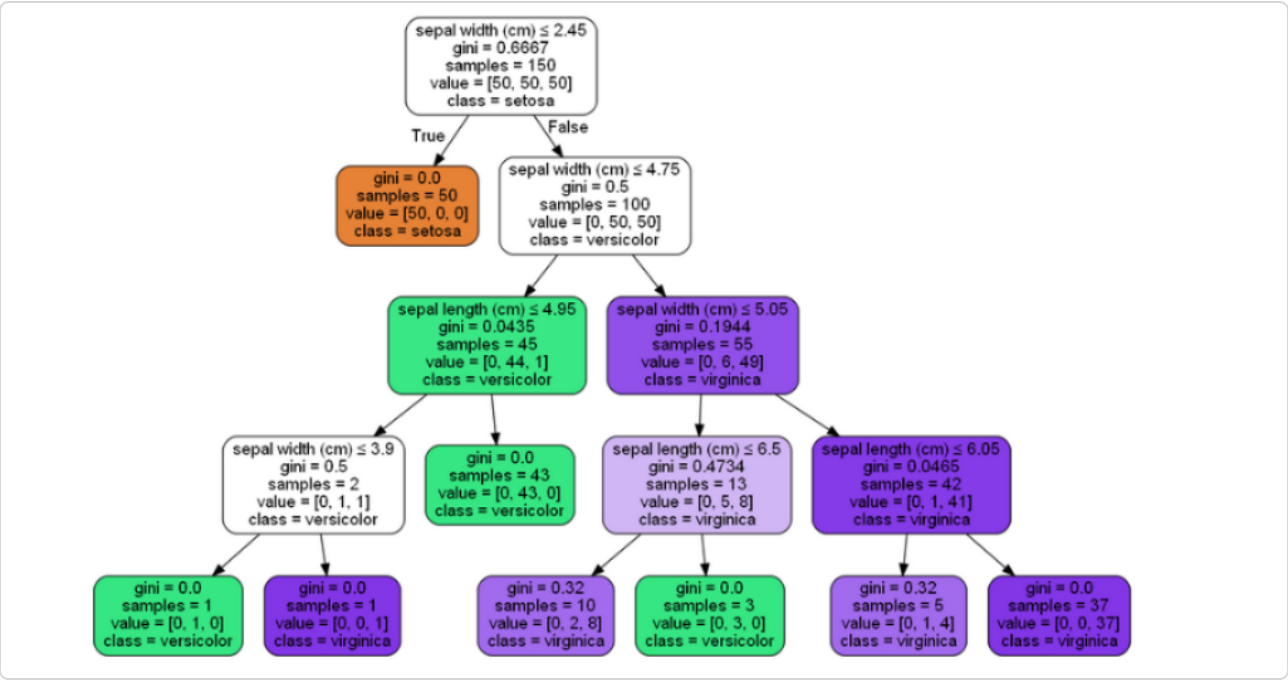 sepal width (cm) ≤ 2.45
gini = 0.6667
samples = 150
value = [50, 50, 50]
class = setosa
True
False
gini = 0.0
samples = 50
value = [50, 0, 0]
class = setosa
sepal width (cm) ≤ 4.75
gini = 0.5
samples = 100
value = [0, 50, 50]
class = versicolor
sepal length (cm) ≤ 4.95
gini = 0.0435
samples = 45
value = [0, 44, 1]
class = versicolor
sepal width (cm) ≤ 5.05
gini = 0.1944
samples = 55
value = [0, 6, 49]
class = virginica
sepal width (cm) ≤ 3.9
gini = 0.5
samples = 2
value = [0, 1, 1]
class = versicolor
gini = 0.0
samples = 43
value = [0, 43, 0]
class = versicolor
sepal length (cm) ≤ 6.5
gini = 0.4734
samples = 13
value = [0, 5, 8]
class = virginica
sepal length (cm) ≤ 6.05
gini = 0.0465
samples = 42
value = [0, 1, 41]
class = virginica
gini = 0.0
samples = 1
value = [0, 1, 0]
class = versicolor
gini = 0.0
samples = 1
value = [0, 0, 1]
class = virginica
gini = 0.32
samples = 10
value = [0, 2, 8]
class = virginica
gini = 0.0
samples = 3
value = [0, 3, 0]
class = versicolor
gini = 0.32
samples = 5
value = [0, 1, 4]
class = virginica
gini = 0.0
samples = 37
value = [0, 0, 37]
class = virginica